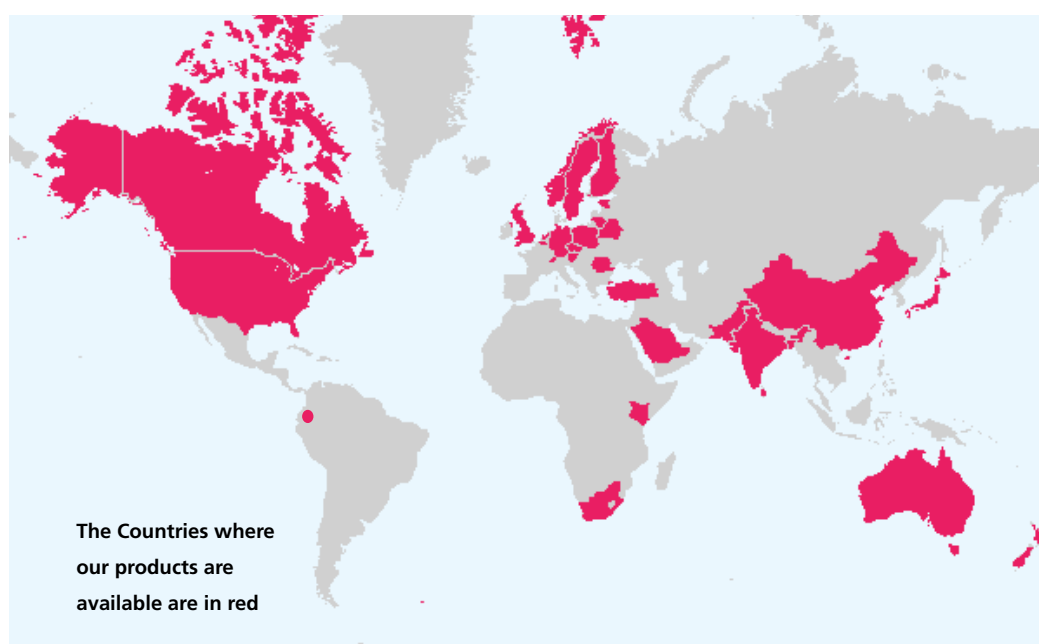 The Countries where
our products are
available are in red